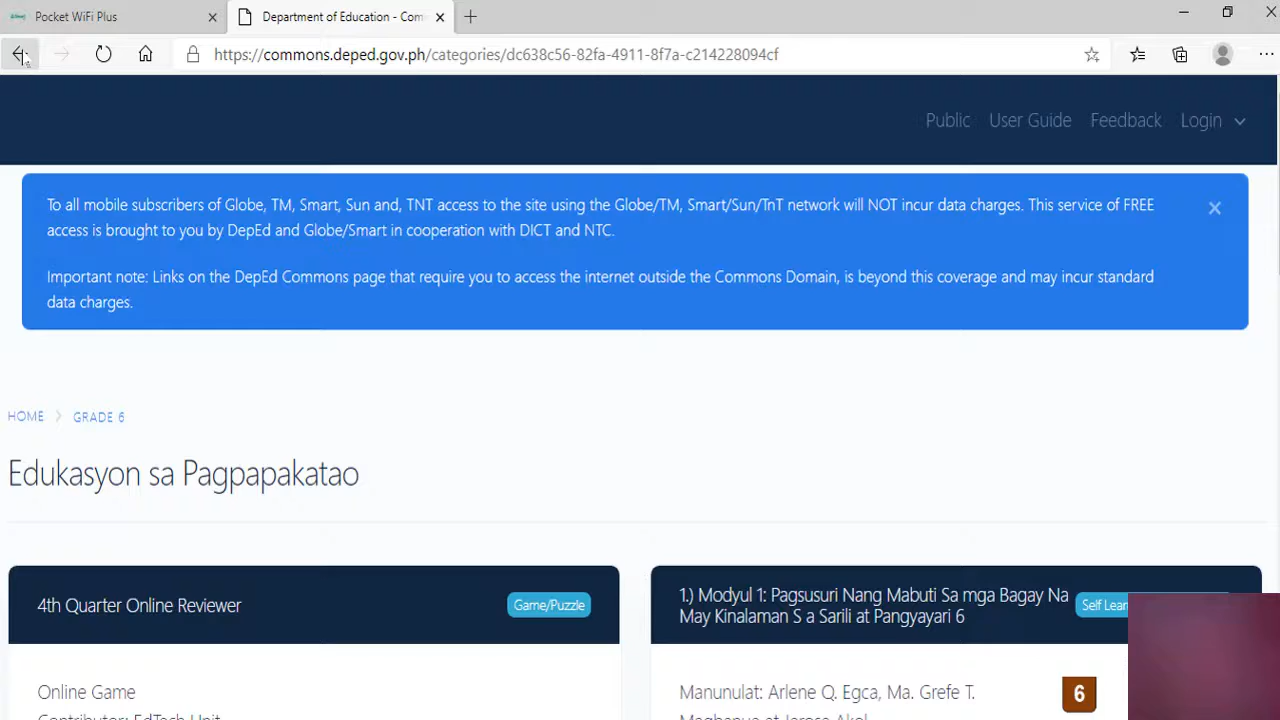 Pocket WiFi Plus
Department of Education - Com
https://commons.deped.gov.ph/categories/dc638c56-82fa-4911-8f7a-c214228094cf
Public User Guide Feedback Login
To all mobile subscribers of Globe, TM, Smart, Sun and, TNT access to the site using the Globe/TM, Smart/Sun/TnT network will NOT incur data charges. This service of FREE
access is brought to you by DepEd and Globe/Smart in cooperation with DICT and NTC.
Important note: Links on the DepEd Commons page that require you to access the internet outside the Commons Domain, is beyond this coverage and may incur standard
data charges.
HOME GRADE 6
Edukasyon sa Pagpapakatao
4th Quarter Online Reviewer
Game/Puzzle
Online Game
Contributor: EdTech Unit
1.) Modyul 1: Pagsusuri Nang Mabuti Sa mga Bagay Na
May Kinalaman S a Sarili at Pangyayari 6
Self
Manunulat: Arlene Q. Egca, Ma. Grefe T.
6